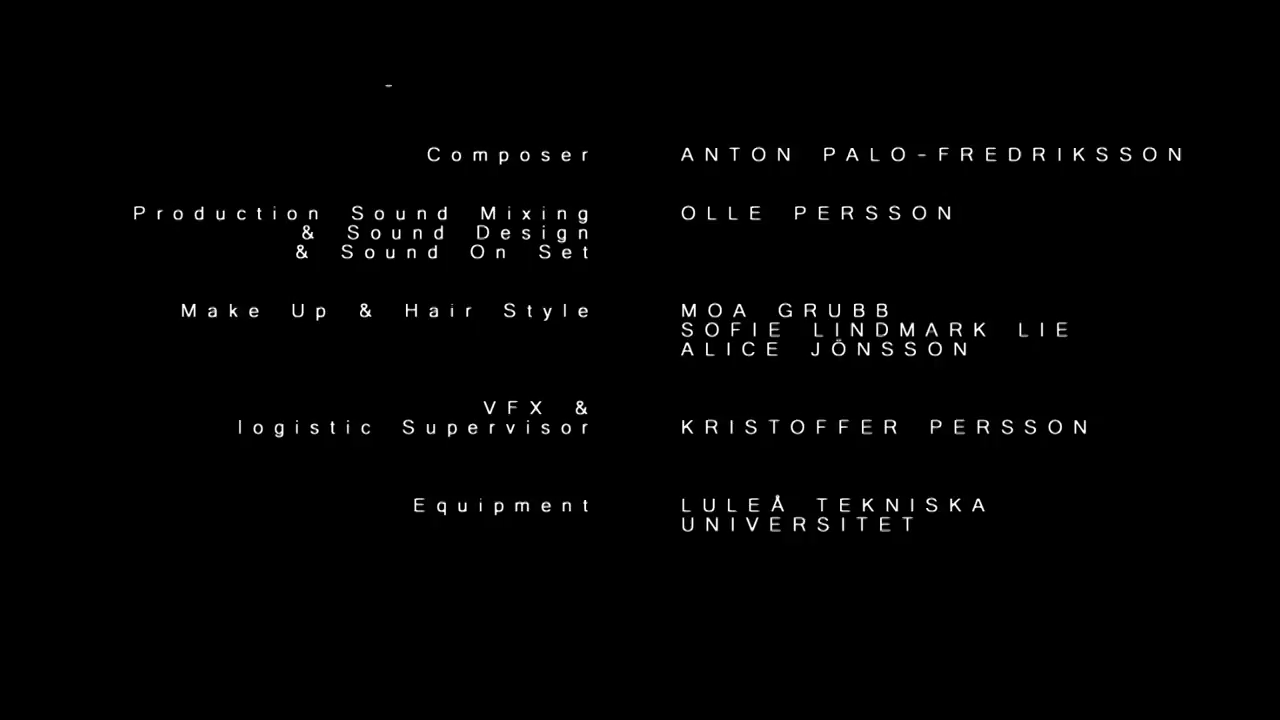 Composer ANTON PALO-FREDRIKSSON
Production Sound Mixing OLLE PERSSON
& Sound Design
& Sound On Set
Make Up & Hair Style MOA GRUBB
SOFIE LINDMARK LIE
ALICE JÖNSSON
VFX &
logistic Supervisor KRISTOFFER PERSSON
Equipment LULEÅ TEKNISKA
UNIVERSITET